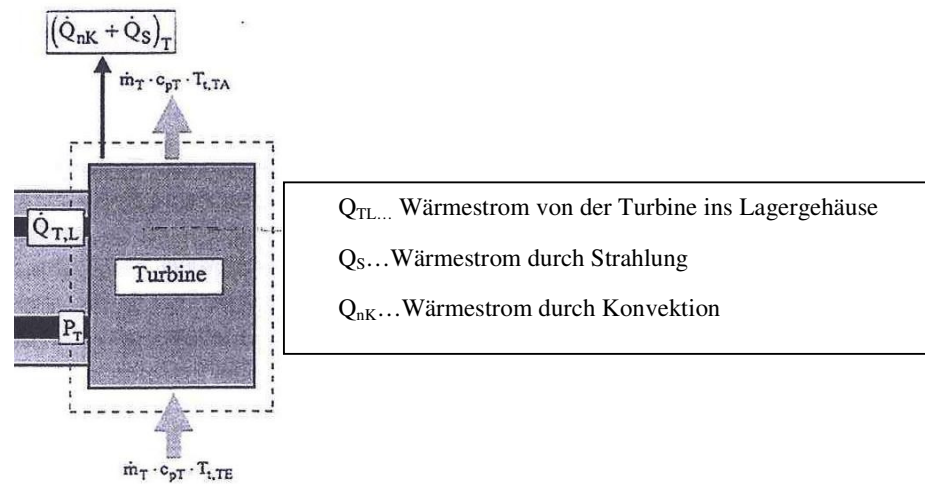 (Q̇nK + Q̇S)T
ṁT · cpT · Tt,TA
Q̇T,L
Turbine
PT
ṁT · cpT · Tt,TE
QTL... Wärmestrom von der Turbine ins Lagergehäuse
QS…Wärmestrom durch Strahlung
QnK…Wärmestrom durch Konvektion